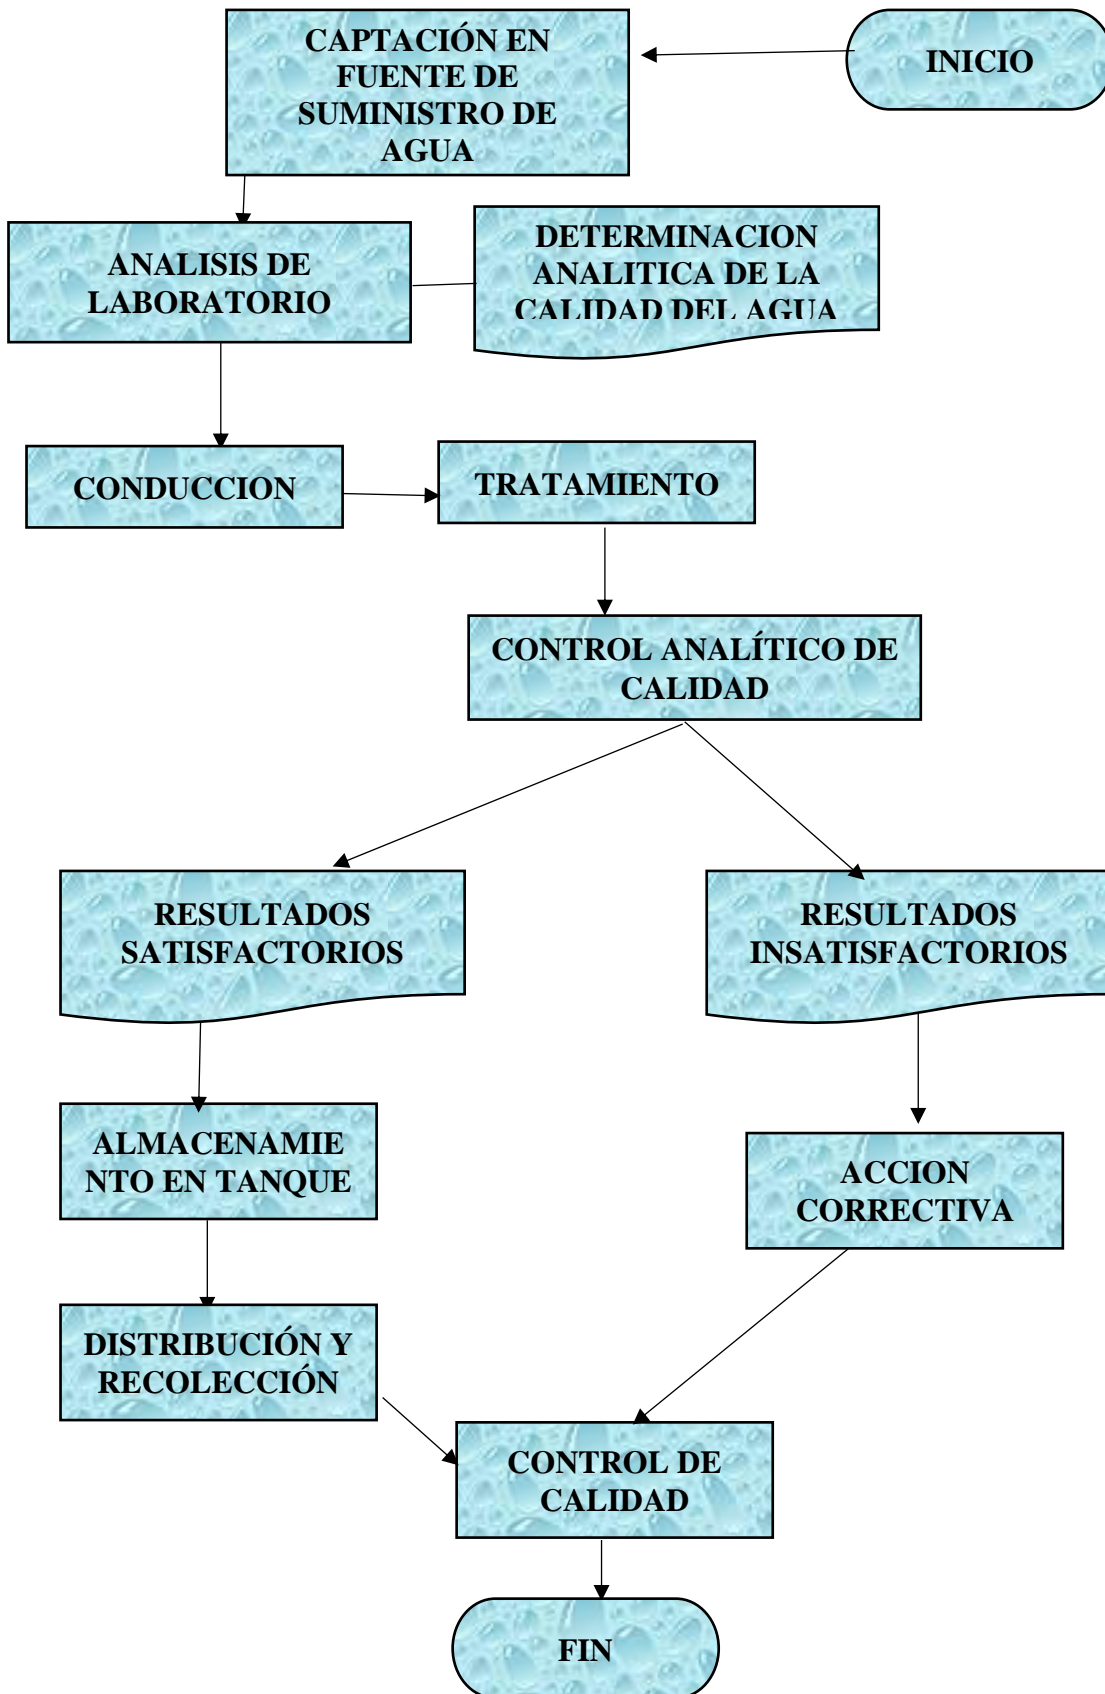 INICIO
CAPTACIÓN EN
FUENTE DE
SUMINISTRO DE
AGUA
ANALISIS DE
LABORATORIO
DETERMINACION
ANALITICA DE LA
CALIDAD DEL AGUA
CONDUCCION
TRATAMIENTO
CONTROL ANALÍTICO DE
CALIDAD
RESULTADOS
SATISFACTORIOS
RESULTADOS
INSATISFACTORIOS
ALMACENAMIE
NTO EN TANQUE
ACCION
CORRECTIVA
DISTRIBUCIÓN Y
RECOLECCIÓN
CONTROL DE
CALIDAD
FIN